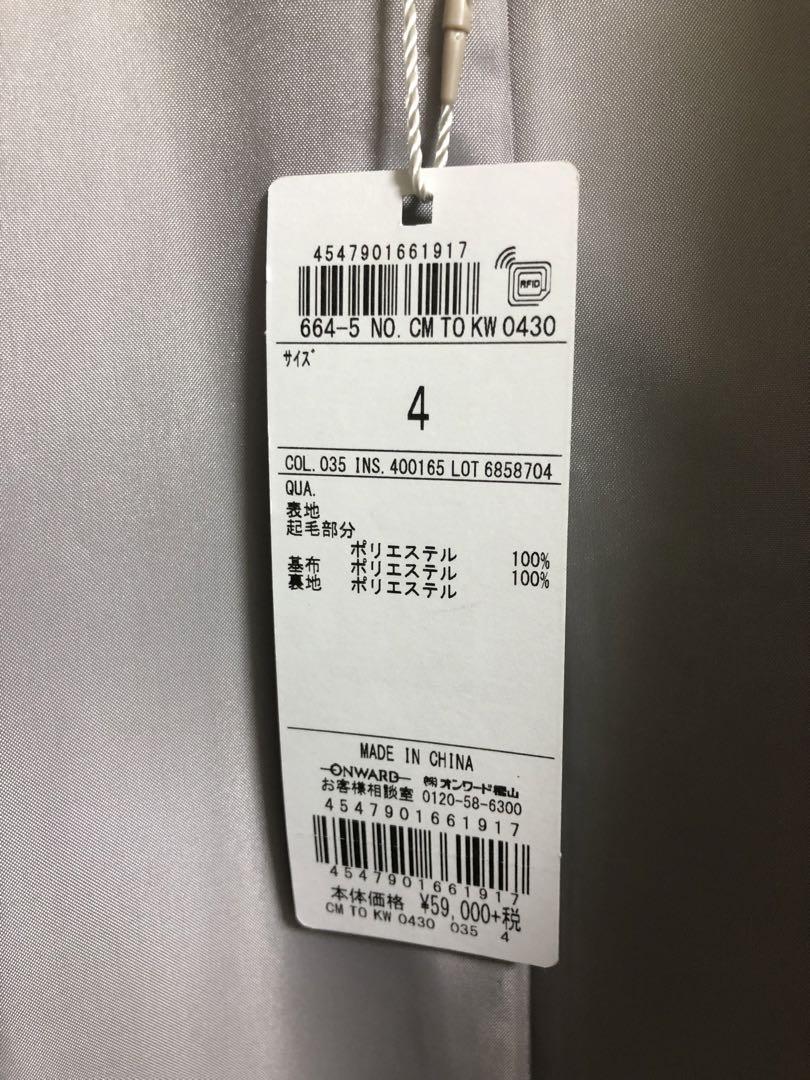 4547901661917
RFID
664-5 NO. CM TO KW 0430
サイズ
4
COL. 035 INS. 400165 LOT 6858704
QUA.
表地
起毛部分
ポリエステル 100%
基布 ポリエステル 100%
裏地 ポリエステル
MADE IN CHINA
ONWARD ㈱オンワード樫山
お客様相談室 0120-58-6300
4547901661917
4547901661917
本体価格 ¥59,000+税
CM TO KW 0430 035 4